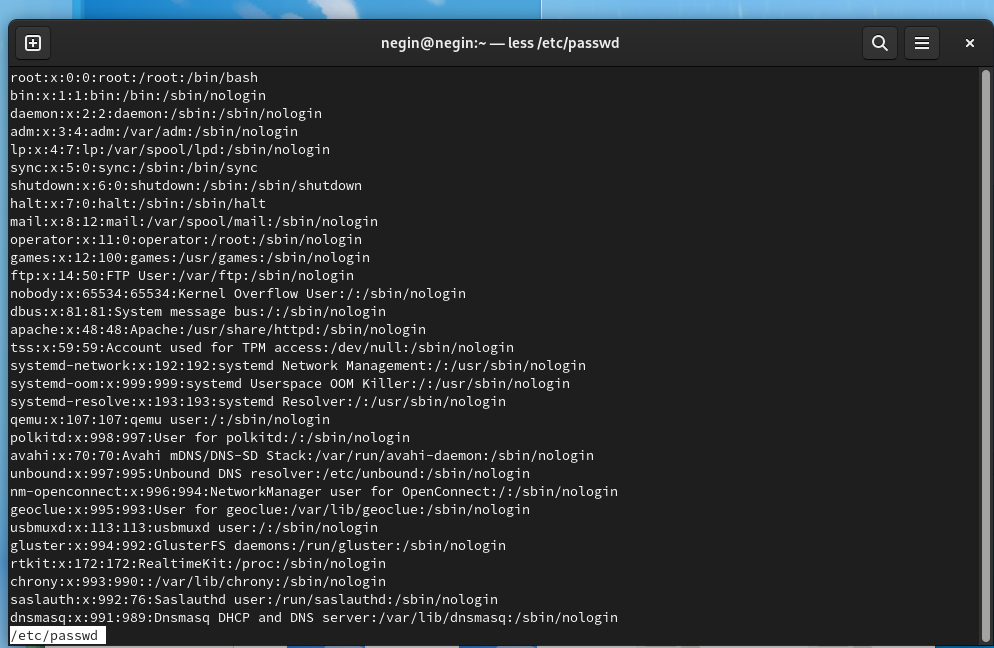 negin@negin:~ — less /etc/passwd
root:x:0:0:root:/root:/bin/bash
bin:x:1:1:bin:/bin:/sbin/nologin
daemon:x:2:2:daemon:/sbin:/sbin/nologin
adm:x:3:4:adm:/var/adm:/sbin/nologin
lp:x:4:7:lp:/var/spool/lpd:/sbin/nologin
sync:x:5:0:sync:/sbin:/bin/sync
shutdown:x:6:0:shutdown:/sbin:/sbin/shutdown
halt:x:7:0:halt:/sbin:/sbin/halt
mail:x:8:12:mail:/var/spool/mail:/sbin/nologin
operator:x:11:0:operator:/root:/sbin/nologin
games:x:12:100:games:/usr/games:/sbin/nologin
ftp:x:14:50:FTP User:/var/ftp:/sbin/nologin
nobody:x:65534:65534:Kernel Overflow User:/:/sbin/nologin
dbus:x:81:81:System message bus:/:/sbin/nologin
apache:x:48:48:Apache:/usr/share/httpd:/sbin/nologin
tss:x:59:59:Account used for TPM access:/dev/null:/sbin/nologin
systemd-network:x:192:192:systemd Network Management:/:/usr/sbin/nologin
systemd-oom:x:999:999:systemd Userspace OOM Killer:/:/usr/sbin/nologin
systemd-resolve:x:193:193:systemd Resolver:/:/usr/sbin/nologin
qemu:x:107:107:qemu user:/:/sbin/nologin
polkitd:x:998:997:User for polkitd:/:/sbin/nologin
avahi:x:70:70:Avahi mDNS/DNS-SD Stack:/var/run/avahi-daemon:/sbin/nologin
unbound:x:997:995:Unbound DNS resolver:/etc/unbound:/sbin/nologin
nm-openconnect:x:996:994:NetworkManager user for OpenConnect:/:/sbin/nologin
geoclue:x:995:993:User for geoclue:/var/lib/geoclue:/sbin/nologin
usbmuxd:x:113:113:usbmuxd user:/:/sbin/nologin
gluster:x:994:992:GlusterFS daemons:/run/gluster:/sbin/nologin
rtkit:x:172:172:RealtimeKit:/proc:/sbin/nologin
chrony:x:993:990::/var/lib/chrony:/sbin/nologin
saslauth:x:992:76:Saslauthd user:/run/saslauthd:/sbin/nologin
dnsmasq:x:991:989:Dnsmasq DHCP and DNS server:/var/lib/dnsmasq:/sbin/nologin
/etc/passwd